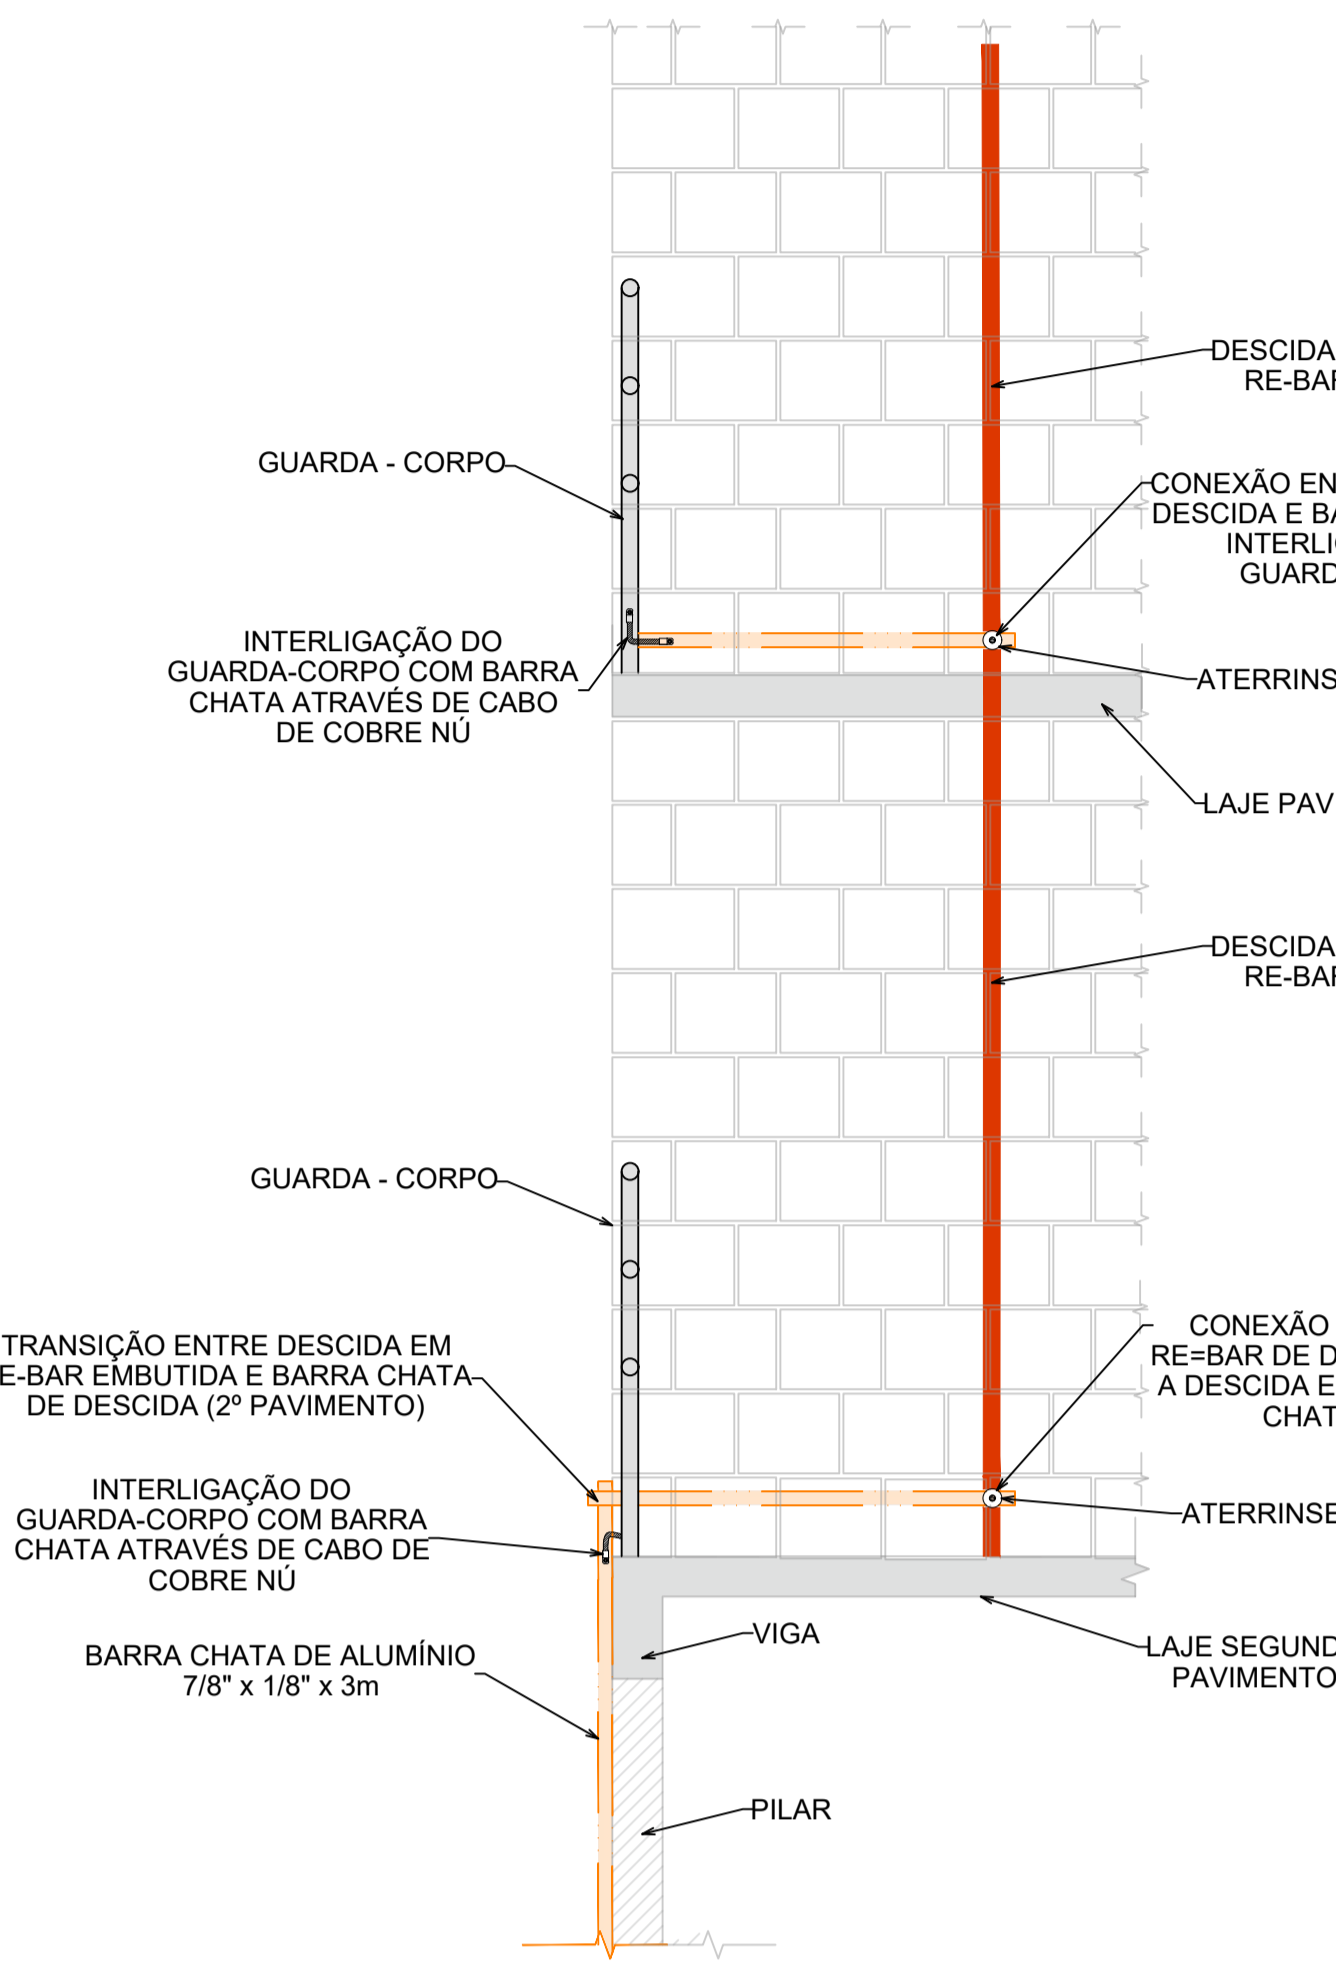 DESCIDA
RE-BAR
GUARDA - CORPO
CONEXÃO EN
DESCIDA E BA
INTERLIG
GUARD
INTERLIGAÇÃO DO
GUARDA-CORPO COM BARRA
CHATA ATRAVÉS DE CABO
DE COBRE NÚ
ATERRINS
LAJE PAV
DESCIDA
RE-BAR
GUARDA - CORPO
TRANSIÇÃO ENTRE DESCIDA EM
E-BAR EMBUTIDA E BARRA CHATA
DE DESCIDA (2º PAVIMENTO)
CONEXÃO
RE=BAR DE D
A DESCIDA E
CHAT
INTERLIGAÇÃO DO
GUARDA-CORPO COM BARRA
CHATA ATRAVÉS DE CABO DE
COBRE NÚ
ATERRINSE
VIGA
LAJE SEGUND
PAVIMENTO
BARRA CHATA DE ALUMÍNIO
7/8" x 1/8" x 3m
PILAR